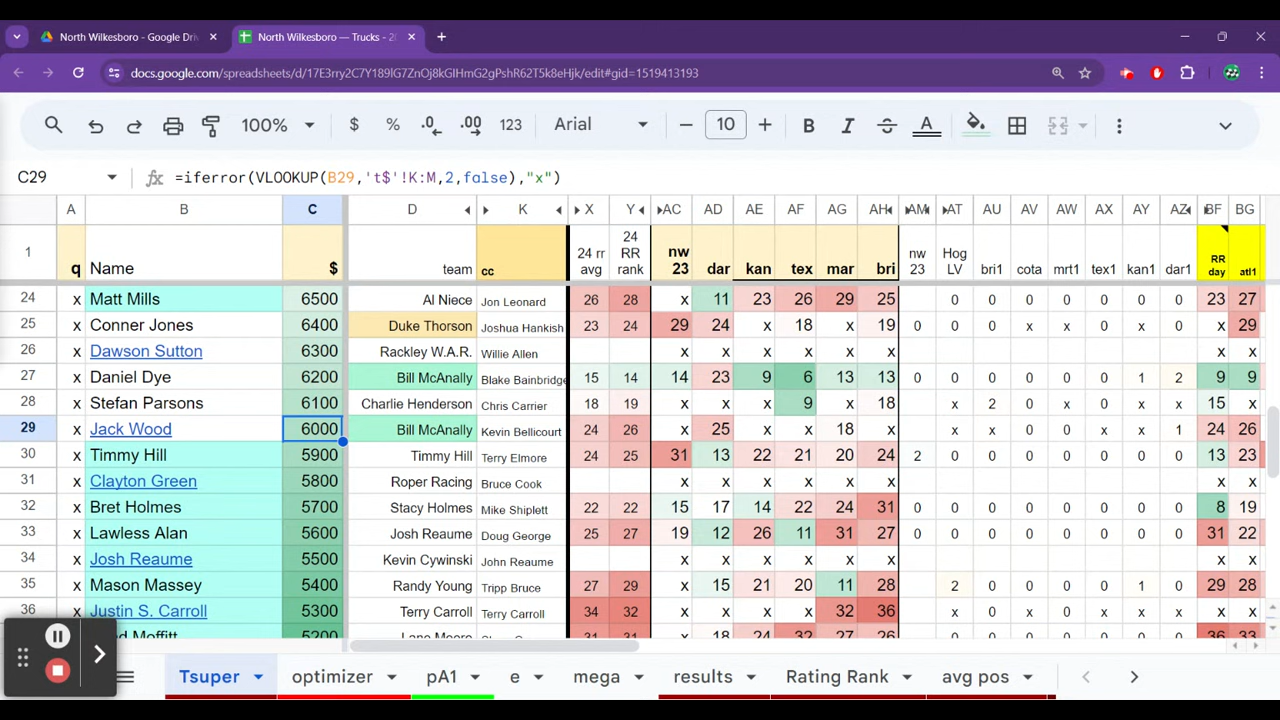 North Wilkesboro - Google Dri
North Wilkesboro — Trucks - 2
docs.google.com/spreadsheets/d/17E3rry2C7Y189lG7ZnOj8kGIHmG2gPshR62T5k8eHjk/edit#gid=1519413193
100% $ % .0 .00 123 Arial 10 B I A
C29 =iferror(VLOOKUP(B29,'t$'!K:M,2,false),"x")
A B C D K X Y AC AD AE AF AG AH AM AT AU AV AW AX AY AZ BF BG
1 q Name $ team cc 24 rr avg 24 RR rank nw 23 dar kan tex mar bri nw 23 Hog LV bri1 cota mrt1 tex1 kan1 dar1 RR day atl1
24 x Matt Mills 6500 Al Niece Jon Leonard 26 28 x 11 23 26 29 25 0 0 0 0 0 0 0 23 27
25 x Conner Jones 6400 Duke Thorson Joshua Hankish 23 24 29 24 x 18 x 19 0 0 0 x x 0 x 0 29
26 x Dawson Sutton 6300 Rackley W.A.R. Willie Allen x x x x x x x x
27 x Daniel Dye 6200 Bill McAnally Blake Bainbridge 15 14 14 23 9 6 13 13 0 0 0 0 0 0 1 2 9 9
28 x Stefan Parsons 6100 Charlie Henderson Chris Carrier 18 19 x x x 9 x 18 x 2 0 0 0 x x 15 x
29 x Jack Wood 6000 Bill McAnally Kevin Bellicourt 24 26 x 25 x x 18 x x x 0 0 x x 1 24 26
30 x Timmy Hill 5900 Timmy Hill Terry Elmore 24 25 31 13 22 21 20 24 2 0 0 0 0 0 0 0 13 23
31 x Clayton Green 5800 Roper Racing Bruce Cook x x x x x x x x
32 x Bret Holmes 5700 Stacy Holmes Mike Shiplett 22 22 15 17 14 22 24 31 0 0 0 0 0 0 0 0 8 19
33 x Lawless Alan 5600 Josh Reaume Doug George 25 27 19 12 26 11 31 27 0 0 0 0 0 0 0 0 31 22
34 x Josh Reaume 5500 Kevin Cywinski John Reaume x x x x x x x x
35 x Mason Massey 5400 Randy Young Tripp Bruce 27 29 x 15 21 20 11 28 2 0 0 0 0 1 0 29 28
36 x Justin S. Carroll 5300 Terry Carroll Terry Carroll 34 32 x x x x 32 36 x 0 x x x x x x
Moffitt 5200
Tsuper optimizer pA1 e mega results Rating Rank avg pos